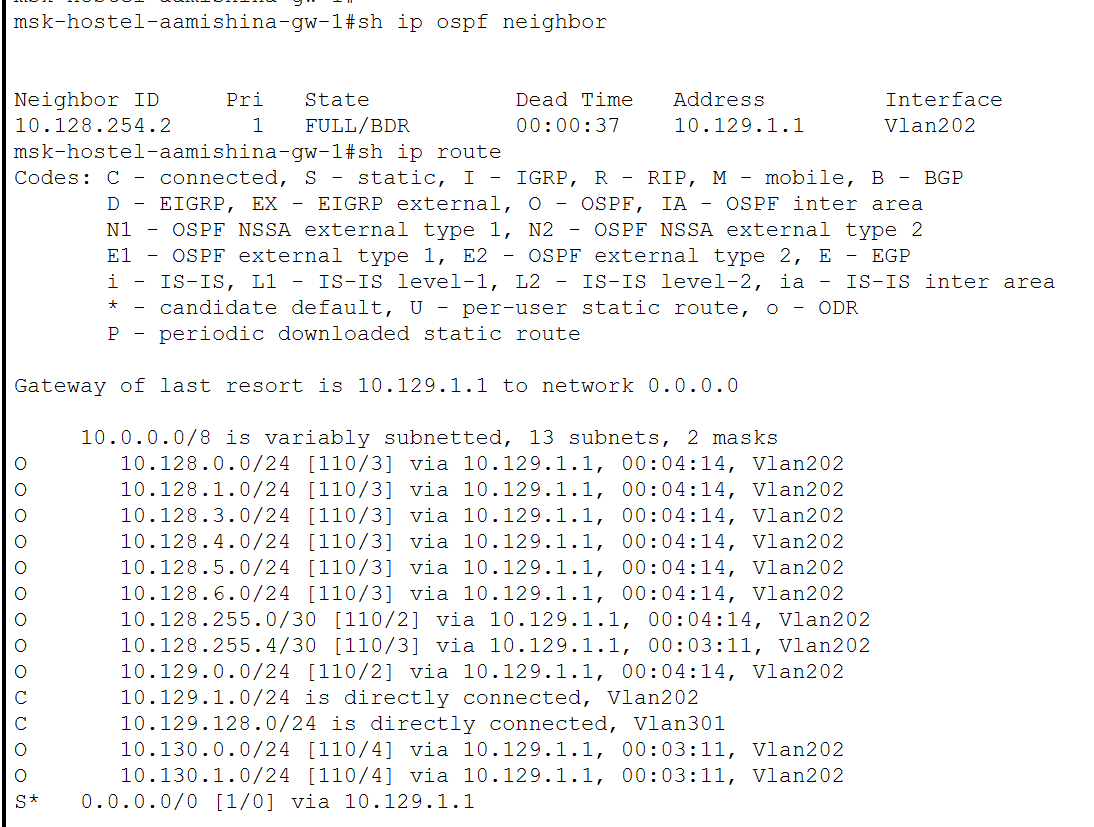 msk-hostel-aamishina-gw-1#
msk-hostel-aamishina-gw-1#sh ip ospf neighbor
Neighbor ID     Pri   State           Dead Time   Address         Interface
10.128.254.2      1   FULL/BDR        00:00:37    10.129.1.1      Vlan202
msk-hostel-aamishina-gw-1#sh ip route
Codes: C - connected, S - static, I - IGRP, R - RIP, M - mobile, B - BGP
       D - EIGRP, EX - EIGRP external, O - OSPF, IA - OSPF inter area
       N1 - OSPF NSSA external type 1, N2 - OSPF NSSA external type 2
       E1 - OSPF external type 1, E2 - OSPF external type 2, E - EGP
       i - IS-IS, L1 - IS-IS level-1, L2 - IS-IS level-2, ia - IS-IS inter area
       * - candidate default, U - per-user static route, o - ODR
       P - periodic downloaded static route
Gateway of last resort is 10.129.1.1 to network 0.0.0.0
     10.0.0.0/8 is variably subnetted, 13 subnets, 2 masks
O       10.128.0.0/24 [110/3] via 10.129.1.1, 00:04:14, Vlan202
O       10.128.1.0/24 [110/3] via 10.129.1.1, 00:04:14, Vlan202
O       10.128.3.0/24 [110/3] via 10.129.1.1, 00:04:14, Vlan202
O       10.128.4.0/24 [110/3] via 10.129.1.1, 00:04:14, Vlan202
O       10.128.5.0/24 [110/3] via 10.129.1.1, 00:04:14, Vlan202
O       10.128.6.0/24 [110/3] via 10.129.1.1, 00:04:14, Vlan202
O       10.128.255.0/30 [110/2] via 10.129.1.1, 00:04:14, Vlan202
O       10.128.255.4/30 [110/3] via 10.129.1.1, 00:03:11, Vlan202
O       10.129.0.0/24 [110/2] via 10.129.1.1, 00:04:14, Vlan202
C       10.129.1.0/24 is directly connected, Vlan202
C       10.129.128.0/24 is directly connected, Vlan301
O       10.130.0.0/24 [110/4] via 10.129.1.1, 00:03:11, Vlan202
O       10.130.1.0/24 [110/4] via 10.129.1.1, 00:03:11, Vlan202
S*   0.0.0.0/0 [1/0] via 10.129.1.1